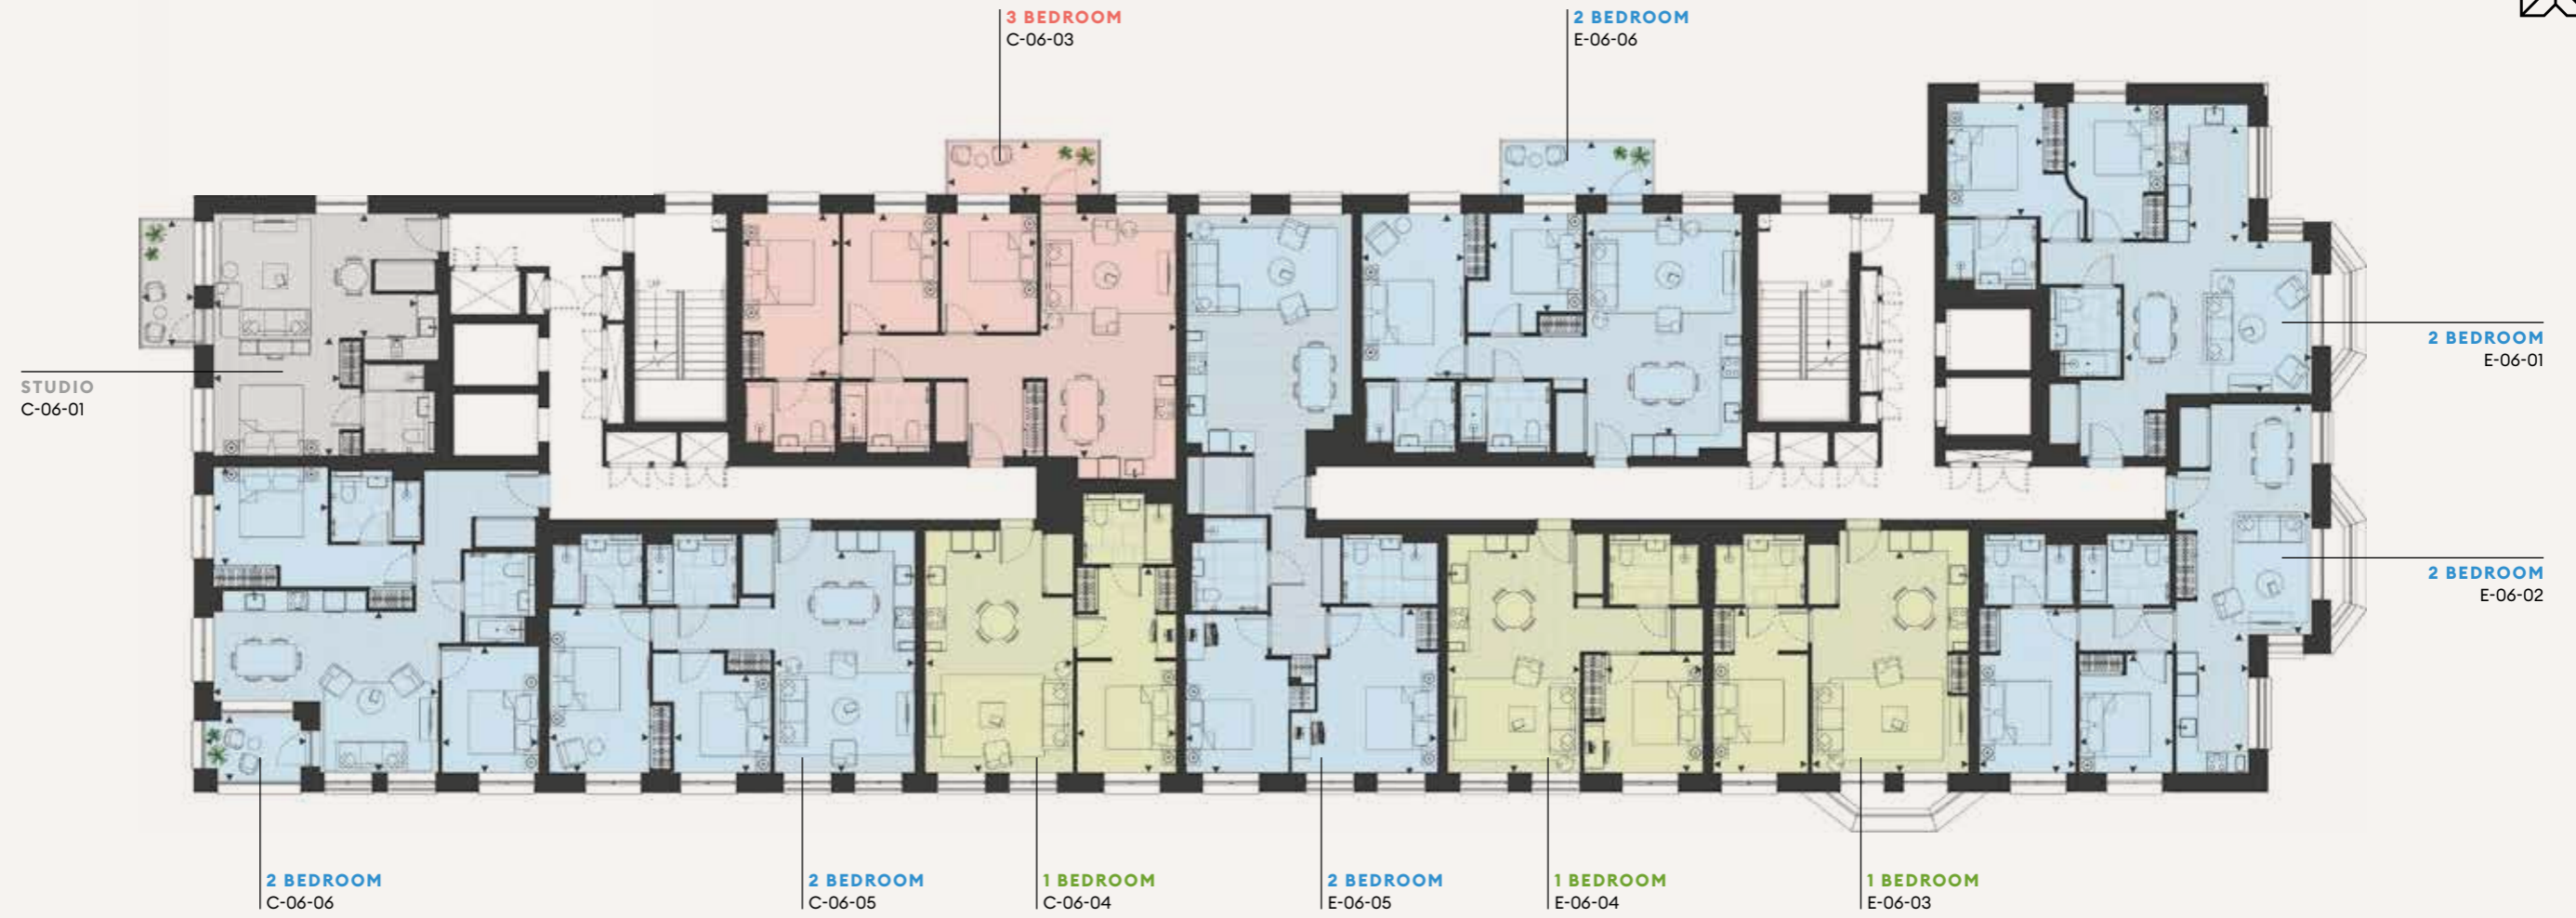 3 BEDROOM
C-06-03
2 BEDROOM
E-06-06
2 BEDROOM
E-06-01
STUDIO
C-06-01
2 BEDROOM
E-06-02
2 BEDROOM
C-06-06
2 BEDROOM
C-06-05
1 BEDROOM
C-06-04
2 BEDROOM
E-06-05
1 BEDROOM
E-06-04
1 BEDROOM
E-06-03